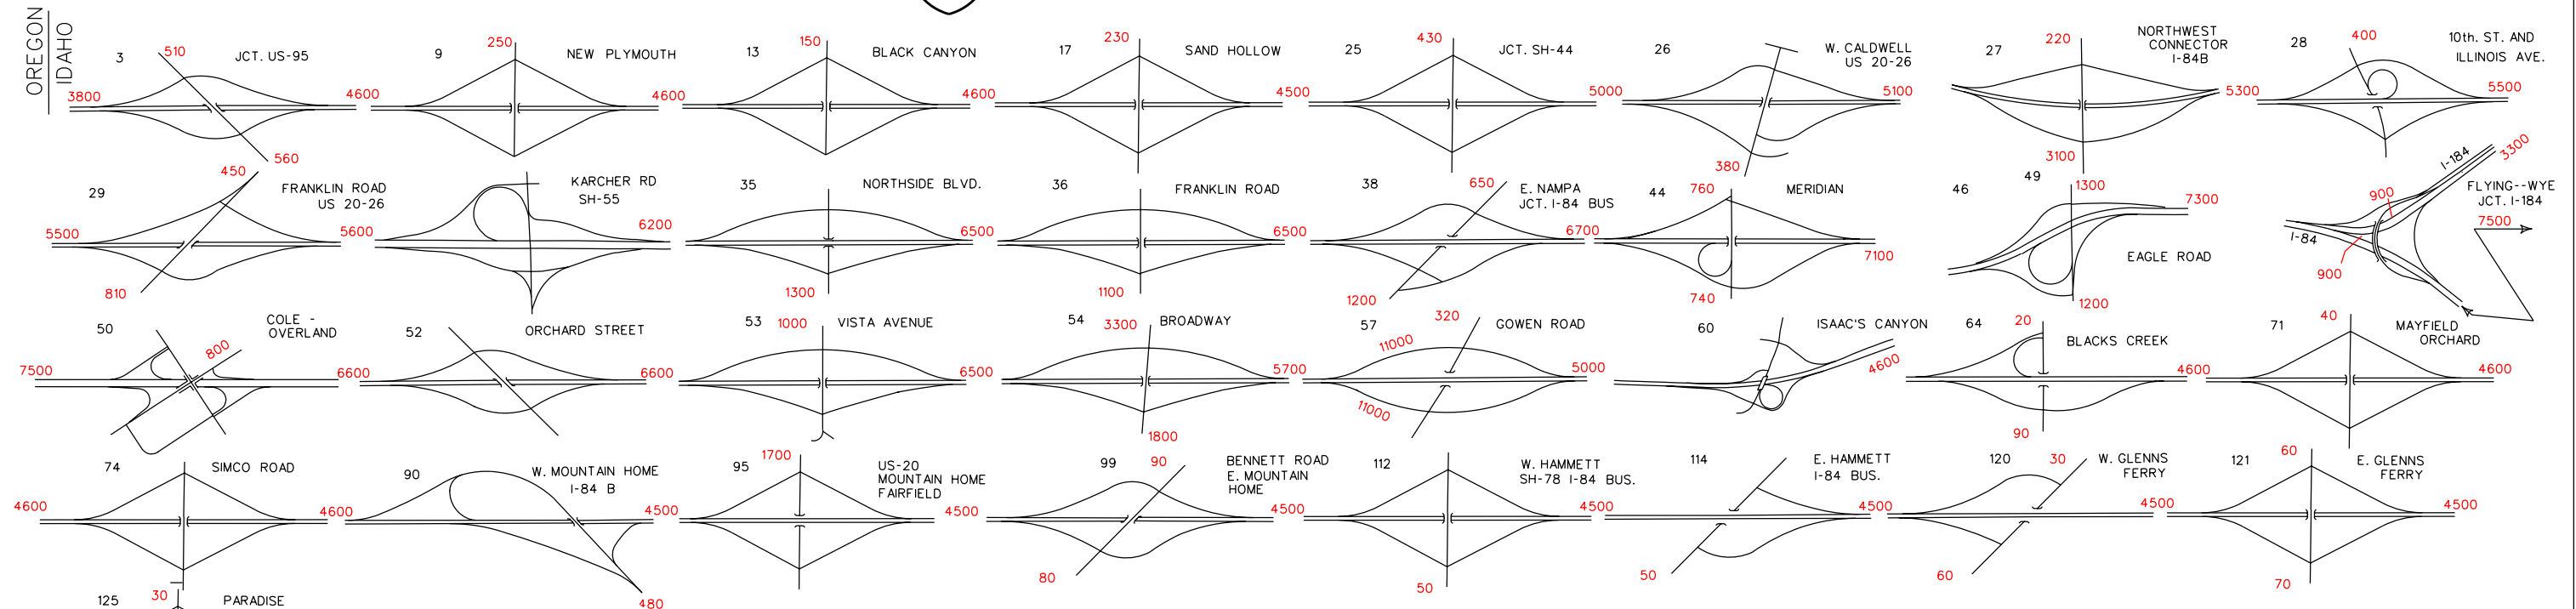 OREGON
IDAHO
3 510 JCT. US-95
3800 4600
560
9 250 NEW PLYMOUTH
4600
13 150 BLACK CANYON
4600
17 230 SAND HOLLOW
4500
25 430 JCT. SH-44
5000
26 W. CALDWELL
US 20-26
5100
380
27 220 NORTHWEST
CONNECTOR
I-84B
5300
3100
28 400 10th. ST. AND
ILLINOIS AVE.
5500
29 450 FRANKLIN ROAD
US 20-26
5500 5600
810
KARCHER RD
SH-55
6200
35 NORTHSIDE BLVD.
6500
1300
36 FRANKLIN ROAD
6500
1100
38 650 E. NAMPA
JCT. I-84 BUS
6700
1200
44 760 MERIDIAN
7100
740
46 49 1300
7300
EAGLE ROAD
1200
I-184 3300
900 FLYING--WYE
JCT. I-184
7500
I-84
900
50 COLE -
OVERLAND
800
7500 6600
52 ORCHARD STREET
6600
53 1000 VISTA AVENUE
6500
54 3300 BROADWAY
5700
1800
57 320 GOWEN ROAD
11000
5000
11000
60 ISAAC'S CANYON
4600
64 20 BLACKS CREEK
4600
90
71 40 MAYFIELD
ORCHARD
4600
74 SIMCO ROAD
4600 4600
90 W. MOUNTAIN HOME
I-84 B
4500
480
95 1700 US-20
MOUNTAIN HOME
FAIRFIELD
4500
99 90 BENNETT ROAD
E. MOUNTAIN
HOME
4500
80
112 W. HAMMETT
SH-78 I-84 BUS.
4500
50
114 E. HAMMETT
I-84 BUS.
4500
50
120 30 W. GLENNS
FERRY
4500
60
121 60 E. GLENNS
FERRY
4500
70
125 30 PARADISE